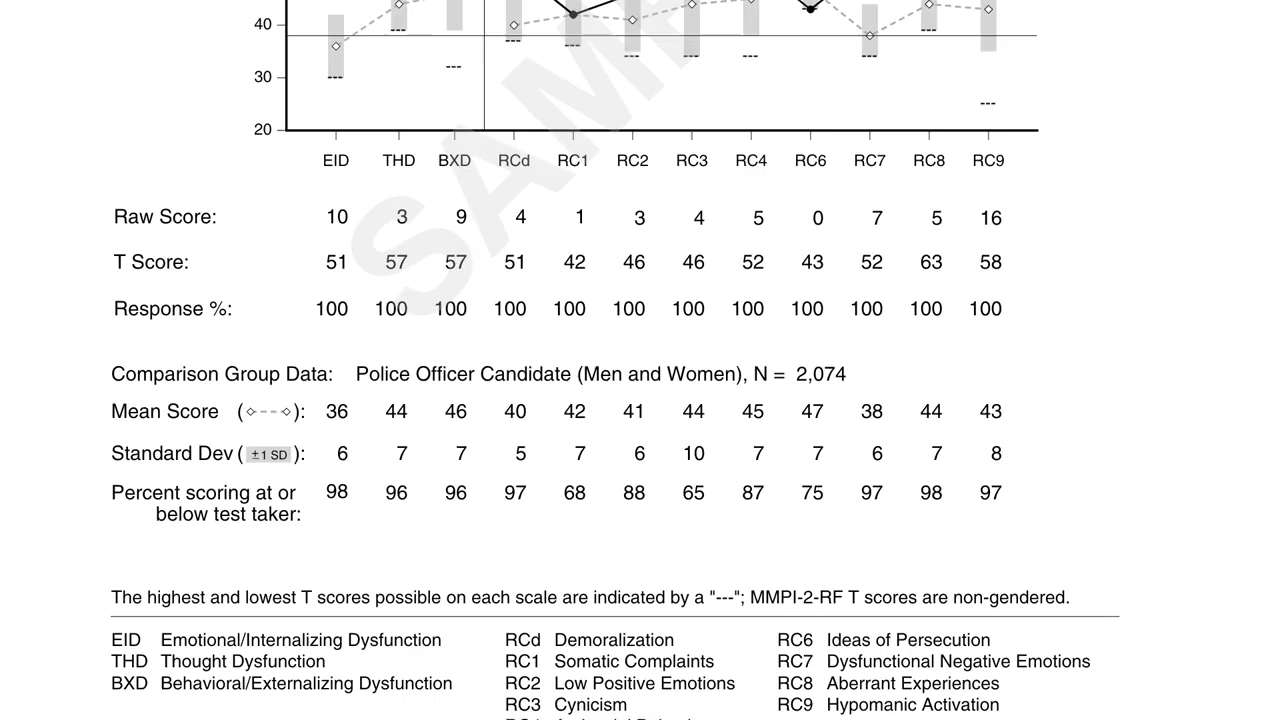 40
30
20
EID THD BXD RCd RC1 RC2 RC3 RC4 RC6 RC7 RC8 RC9
Raw Score: 10 3 9 4 1 3 4 5 0 7 5 16
T Score: 51 57 57 51 42 46 46 52 43 52 63 58
Response %: 100 100 100 100 100 100 100 100 100 100 100 100
Comparison Group Data: Police Officer Candidate (Men and Women), N = 2,074
Mean Score (◇---◇): 36 44 46 40 42 41 44 45 47 38 44 43
Standard Dev ( ±1 SD ): 6 7 7 5 7 6 10 7 7 6 7 8
Percent scoring at or 98 96 96 97 68 88 65 87 75 97 98 97
below test taker:
The highest and lowest T scores possible on each scale are indicated by a "---"; MMPI-2-RF T scores are non-gendered.
EID Emotional/Internalizing Dysfunction RCd Demoralization RC6 Ideas of Persecution
THD Thought Dysfunction RC1 Somatic Complaints RC7 Dysfunctional Negative Emotions
BXD Behavioral/Externalizing Dysfunction RC2 Low Positive Emotions RC8 Aberrant Experiences
RC3 Cynicism RC9 Hypomanic Activation